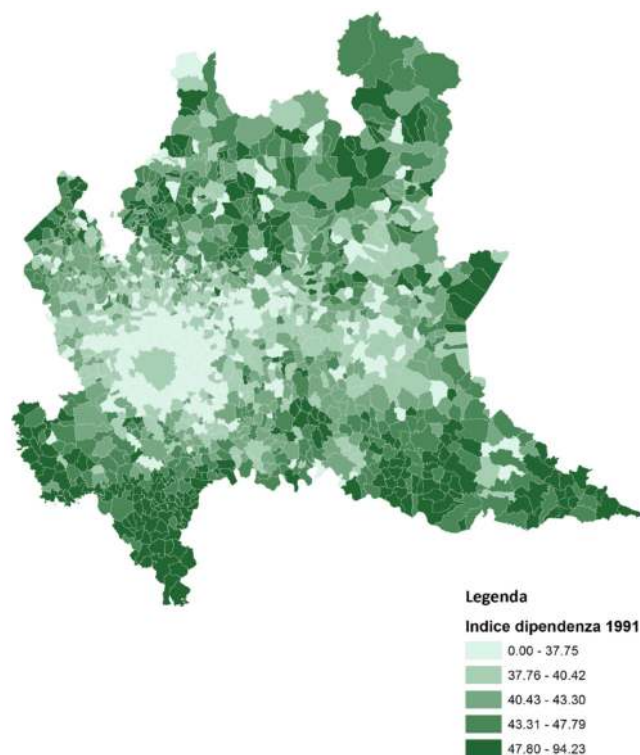 Legenda
Indice dipendenza 1991
0.00 - 37.75
37.76 - 40.42
40.43 - 43.30
43.31 - 47.79
47.80 - 94.23